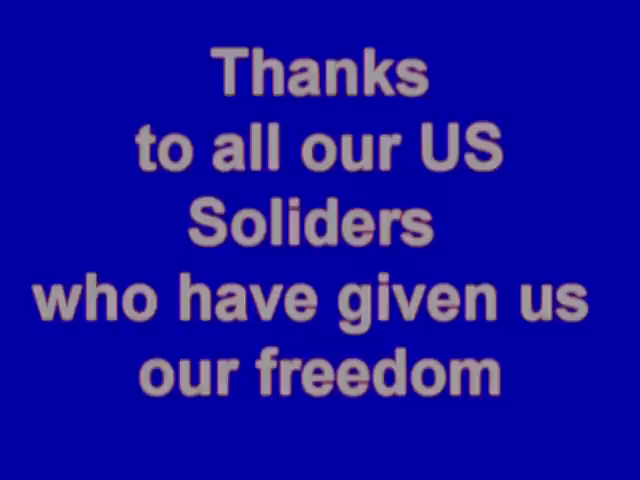 Thanks
to all our US
Soliders
who have given us
our freedom